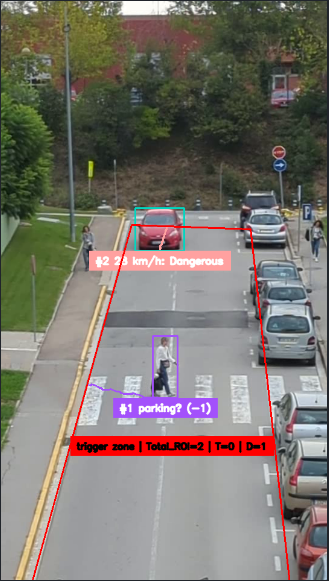 #2 23 km/h: Dangerous
#1 parking? (-1)
trigger zone | Total_ROI=2 | T=0 | D=1